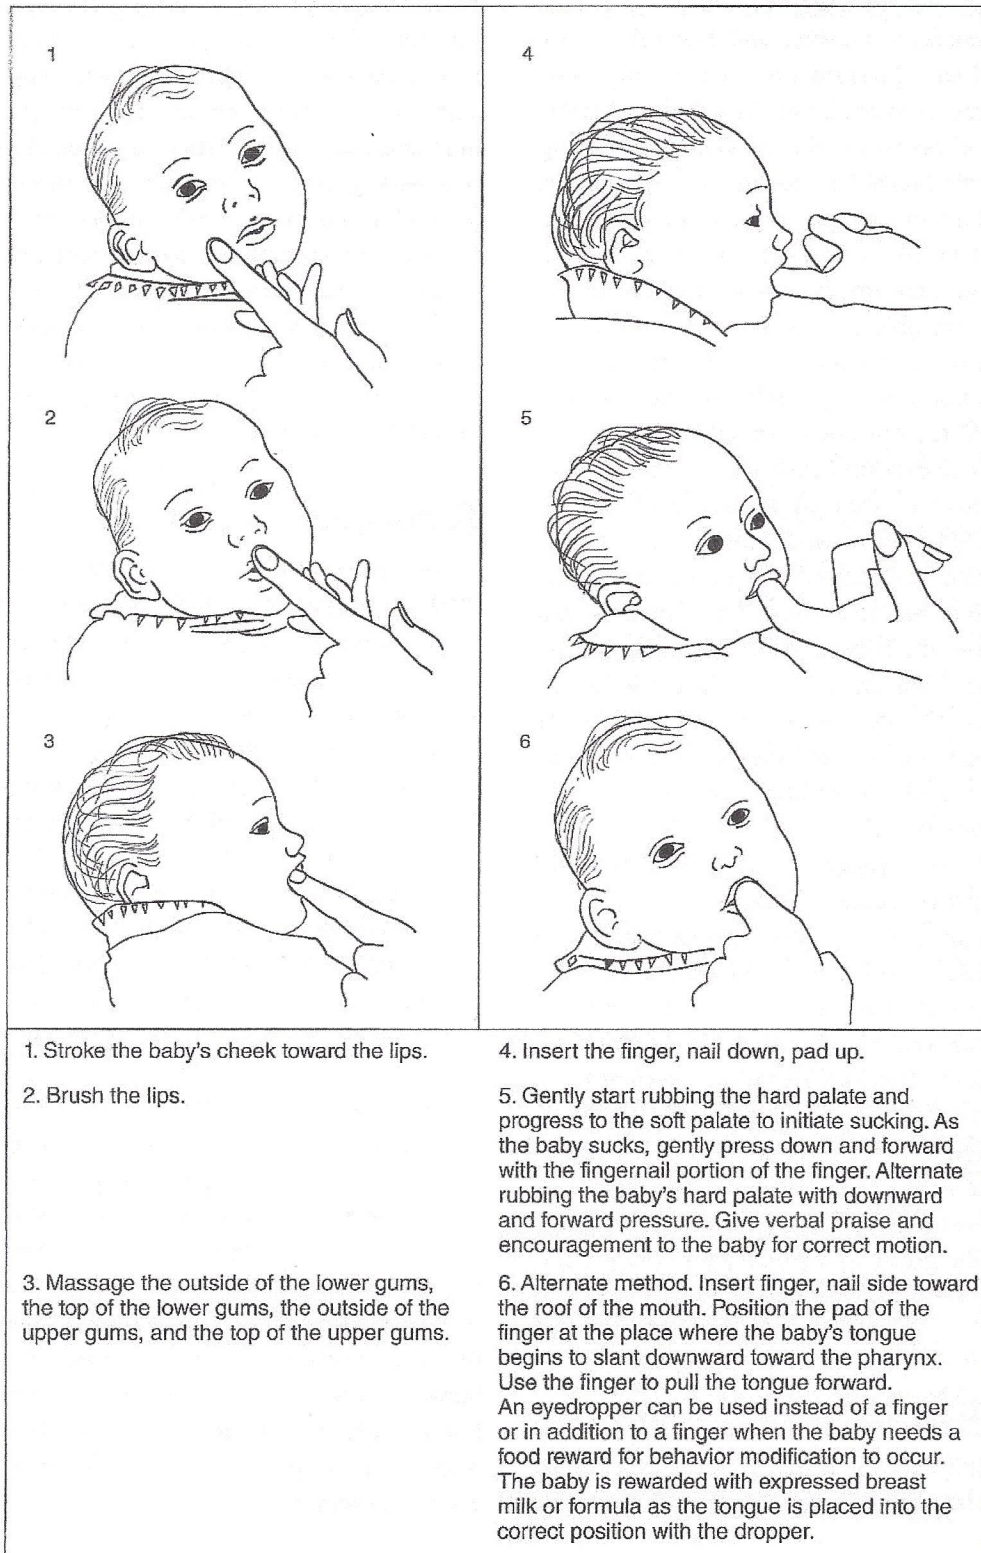 1
4
2
5
3
6
1. Stroke the baby's cheek toward the lips.
2. Brush the lips.
3. Massage the outside of the lower gums,
the top of the lower gums, the outside of the
upper gums, and the top of the upper gums.
4. Insert the finger, nail down, pad up.
5. Gently start rubbing the hard palate and
progress to the soft palate to initiate sucking. As
the baby sucks, gently press down and forward
with the fingernail portion of the finger. Alternate
rubbing the baby's hard palate with downward
and forward pressure. Give verbal praise and
encouragement to the baby for correct motion.
6. Alternate method. Insert finger, nail side toward
the roof of the mouth. Position the pad of the
finger at the place where the baby's tongue
begins to slant downward toward the pharynx.
Use the finger to pull the tongue forward.
An eyedropper can be used instead of a finger
or in addition to a finger when the baby needs a
food reward for behavior modification to occur.
The baby is rewarded with expressed breast
milk or formula as the tongue is placed into the
correct position with the dropper.